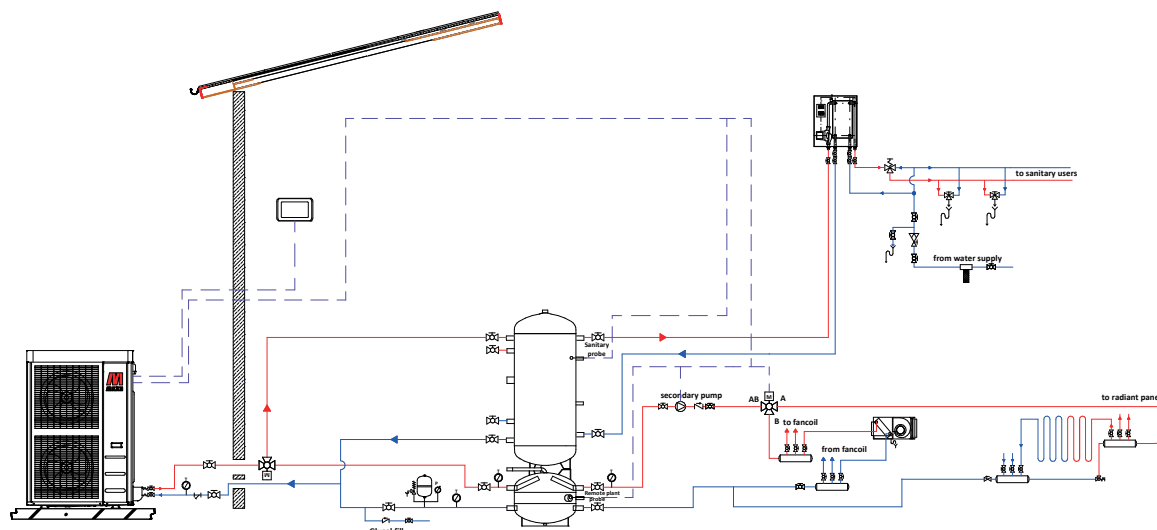 to sanitary users
from water supply
Sanitary
probe
secondary pump
AB
M
A
B
to radiant pane
to fancoil
from fancoil
Remote plant
probe
T
T
T
T
P
M